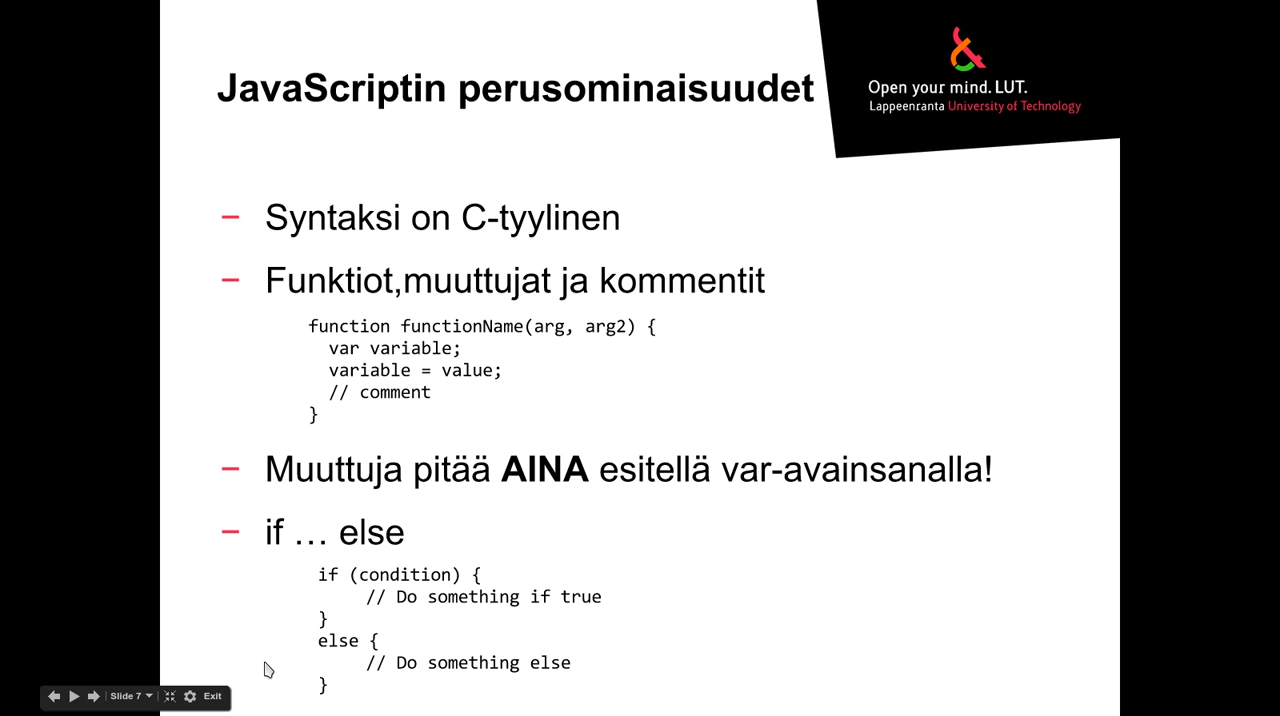 JavaScriptin perusominaisuudet
Open your mind. LUT.
Lappeenranta University of Technology
– Syntaksi on C-tyylinen
– Funktiot,muuttujat ja kommentit
function functionName(arg, arg2) {
  var variable;
  variable = value;
  // comment
}
– Muuttuja pitää AINA esitellä var-avainsanalla!
– if … else
if (condition) {
     // Do something if true
}
else {
     // Do something else
}
Slide 7
Exit